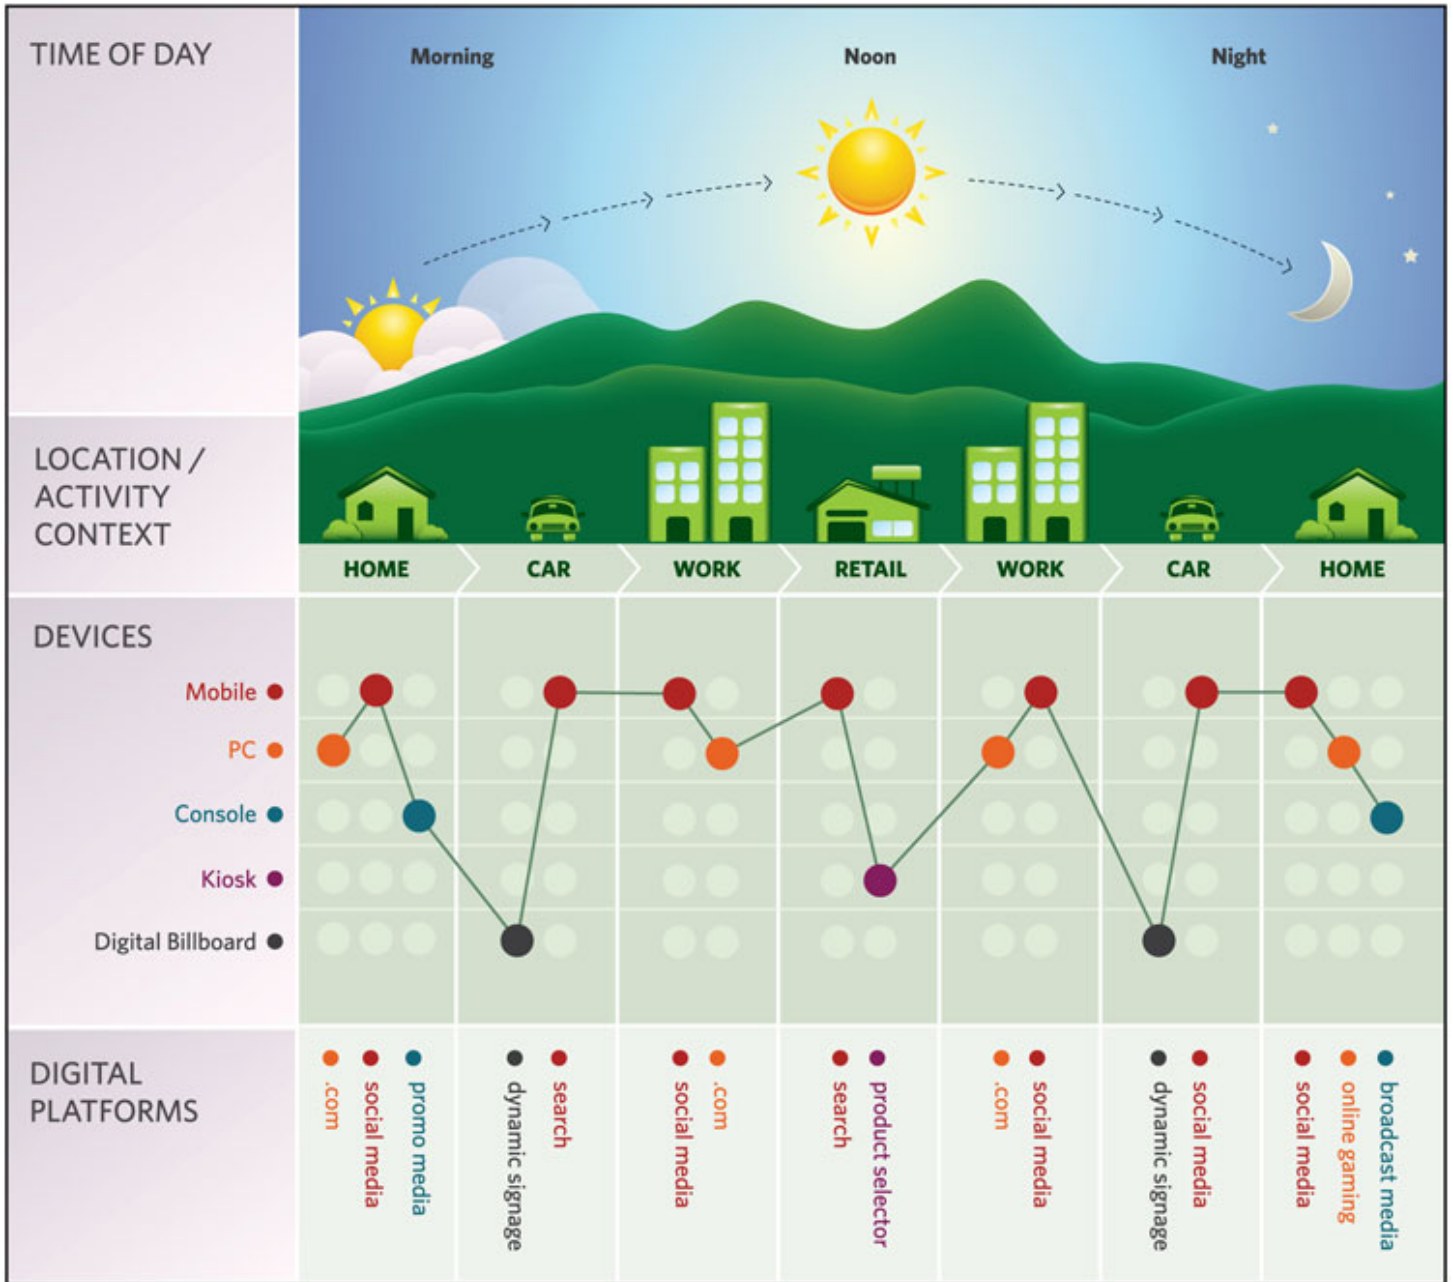 TIME OF DAY
Morning
Noon
Night
LOCATION /
ACTIVITY
CONTEXT
HOME
CAR
WORK
RETAIL
WORK
CAR
HOME
DEVICES
Mobile
PC
Console
Kiosk
Digital Billboard
DIGITAL
PLATFORMS
.com
social media
promo media
dynamic signage
search
social media
.com
search
product selector
.com
social media
dynamic signage
social media
social media
online gaming
broadcast media